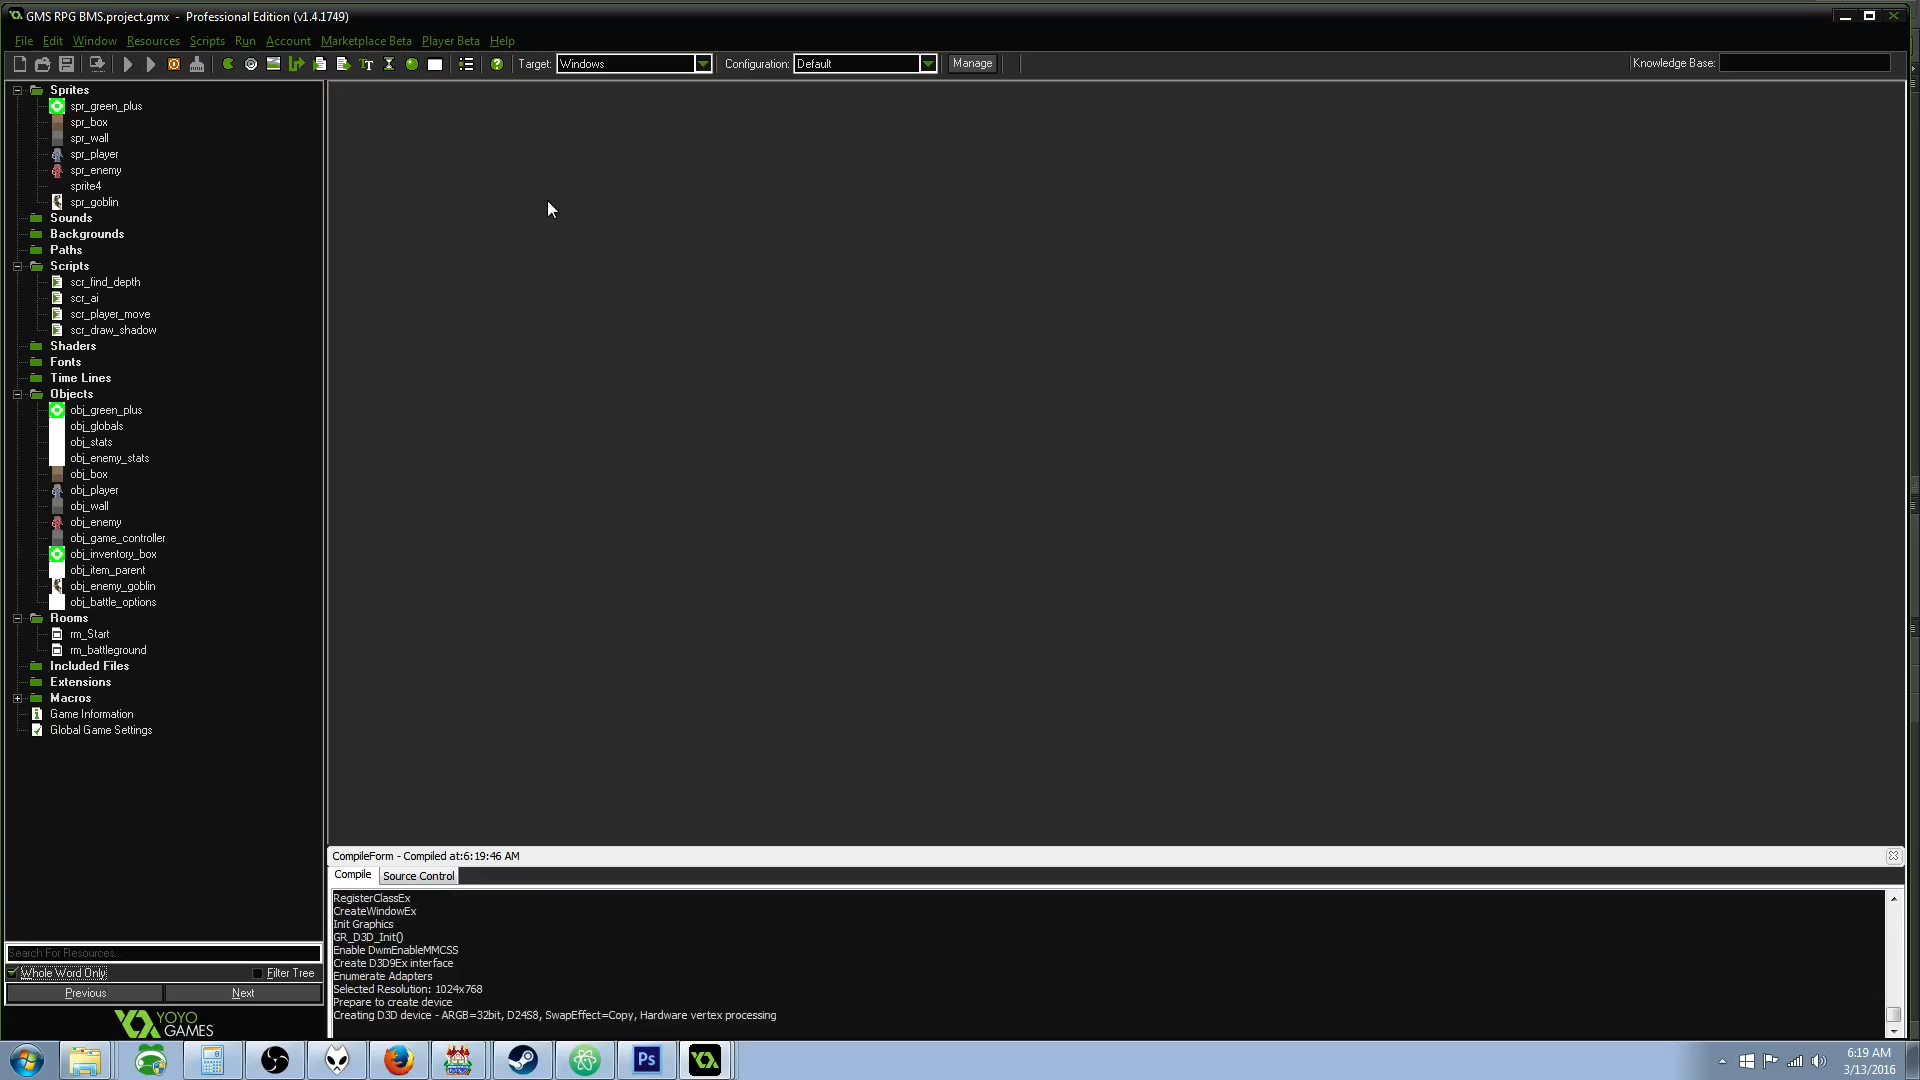 GMS RPG BMS.project.gmx - Professional Edition (v1.4.1749)
File Edit Window Resources Scripts Run Account Marketplace Beta Player Beta Help
Target: Windows Configuration: Default Manage Knowledge Base:
Sprites
spr_green_plus
spr_box
spr_wall
spr_player
spr_enemy
sprite4
spr_goblin
Sounds
Backgrounds
Paths
Scripts
scr_find_depth
scr_ai
scr_player_move
scr_draw_shadow
Shaders
Fonts
Time Lines
Objects
obj_green_plus
obj_globals
obj_stats
obj_enemy_stats
obj_box
obj_player
obj_wall
obj_enemy
obj_game_controller
obj_inventory_box
obj_item_parent
obj_enemy_goblin
obj_battle_options
Rooms
rm_Start
rm_battleground
Included Files
Extensions
Macros
Game Information
Global Game Settings
Search For Resources...
Whole Word Only Filter Tree
Previous Next
YOYO
GAMES
CompileForm - Compiled at:6:19:46 AM
Compile Source Control
RegisterClassEx
CreateWindowEx
Init Graphics
GR_D3D_Init()
Enable DwmEnableMMCSS
Create D3D9Ex interface
Enumerate Adapters
Selected Resolution: 1024x768
Prepare to create device
Creating D3D device - ARGB=32bit, D24S8, SwapEffect=Copy, Hardware vertex processing
Ps
6:19 AM
3/13/2016